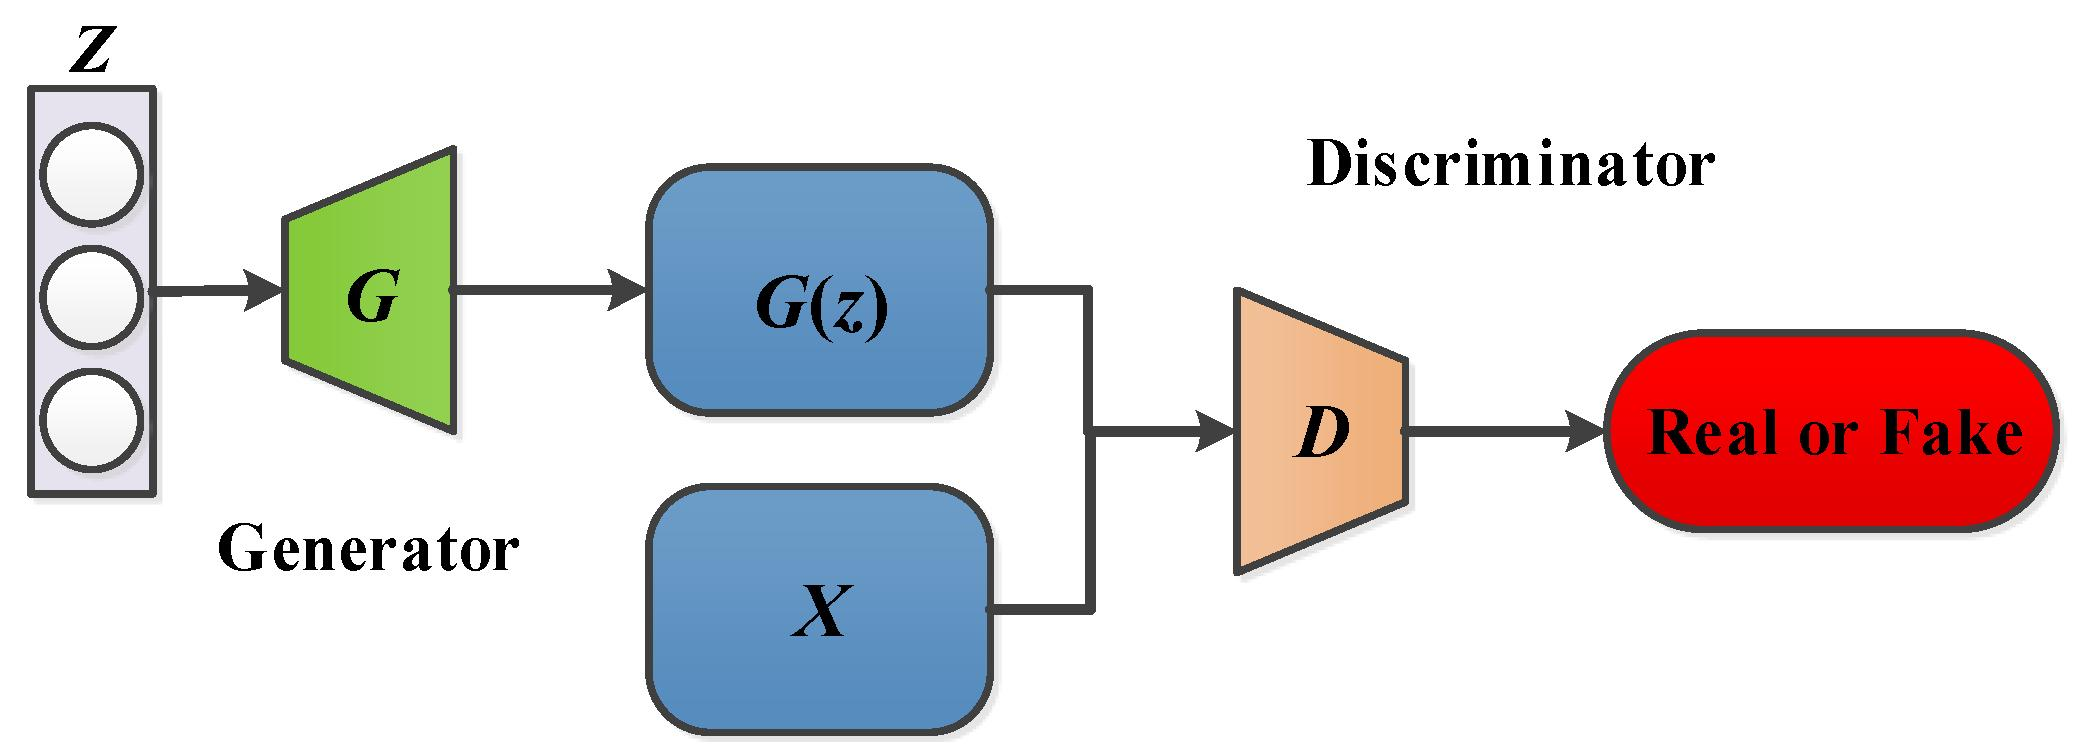 Z
G
Generator
G(z)
X
Discriminator
D
Real or Fake